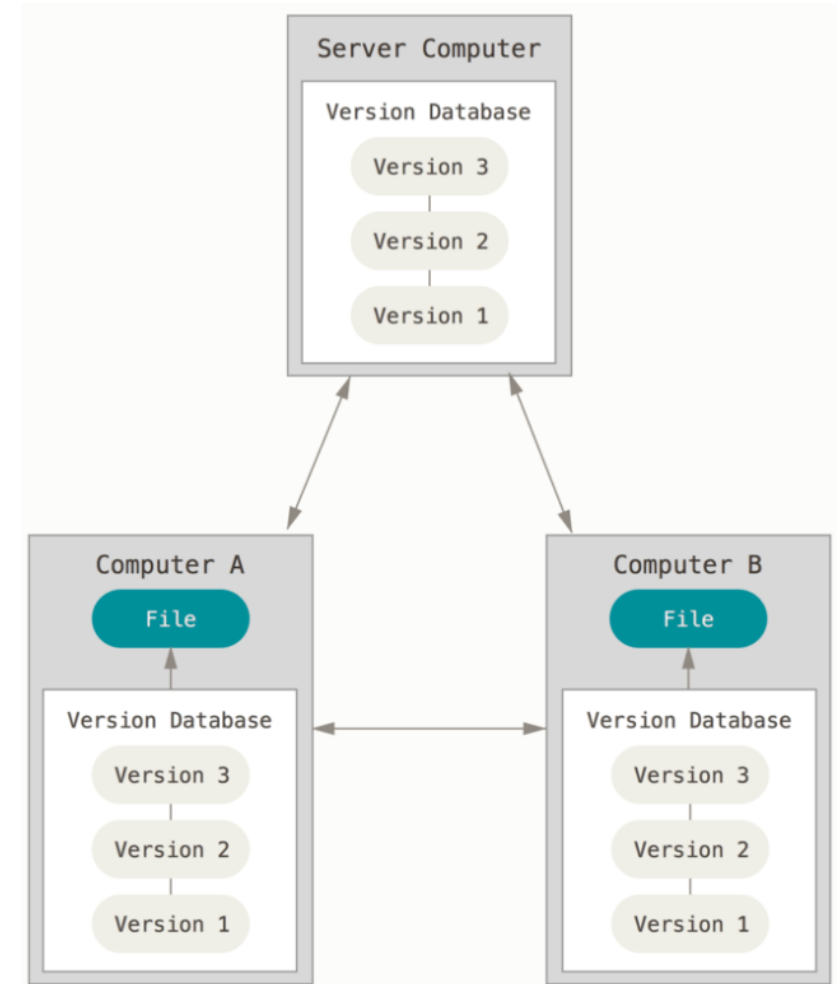 Server Computer
Version Database
Version 3
Version 2
Version 1
Computer A
File
Version Database
Version 3
Version 2
Version 1
Computer B
File
Version Database
Version 3
Version 2
Version 1